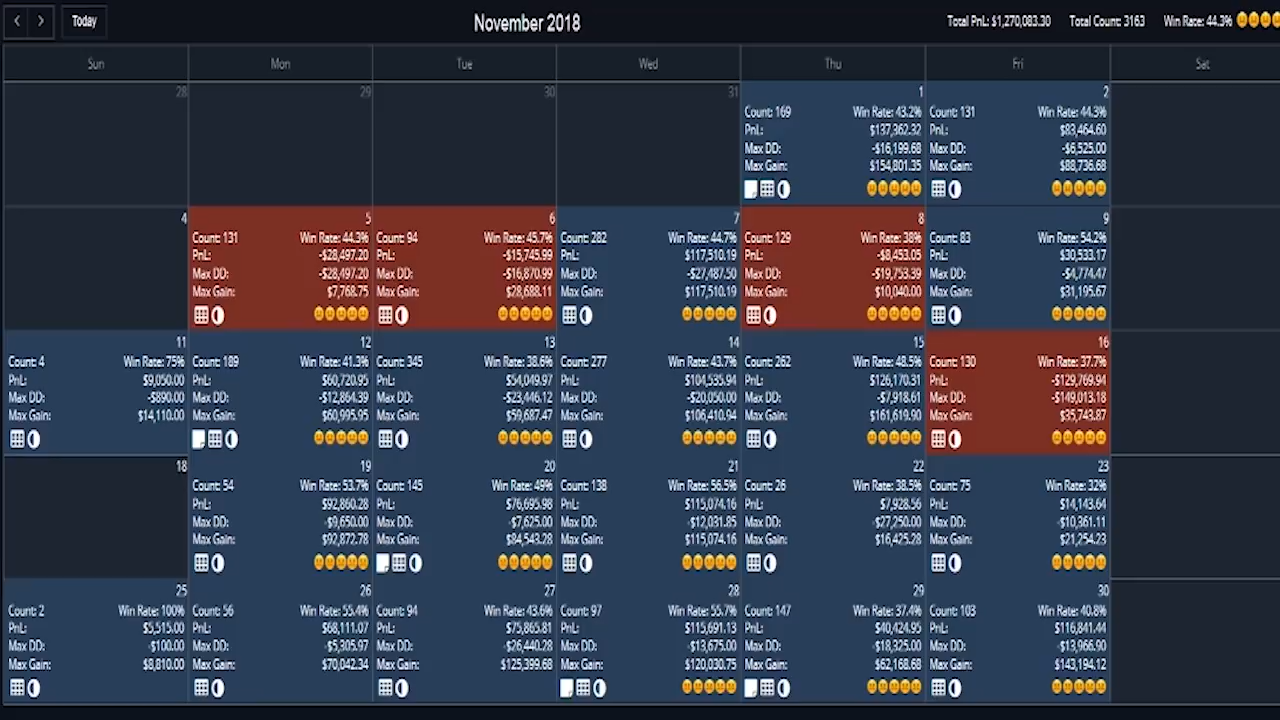 Today
November 2018
Total PnL: $1,270,083.30 Total Count: 3163 Win Rate: 44.3%
Sun Mon Tue Wed Thu Fri Sat
28 29 30 31 1 2
Count: 169 Win Rate: 43.2% Count: 131 Win Rate: 44.3%
PnL: $137,362.32 PnL: $83,464.60
Max DD: -$16,199.68 Max DD: -$6,525.00
Max Gain: $154,801.35 Max Gain: $88,736.68
4 5 6 7 8 9
Count: 131 Win Rate: 44.3% Count: 94 Win Rate: 45.7% Count: 282 Win Rate: 44.7% Count: 129 Win Rate: 38% Count: 83 Win Rate: 54.2%
PnL: -$28,497.20 PnL: -$15,745.99 PnL: $117,510.19 PnL: -$8,453.05 PnL: $30,533.17
Max DD: -$28,497.20 Max DD: -$16,870.99 Max DD: -$27,487.50 Max DD: -$19,753.39 Max DD: -$4,774.47
Max Gain: $7,768.75 Max Gain: $28,688.11 Max Gain: $117,510.19 Max Gain: $10,040.00 Max Gain: $31,195.67
11 12 13 14 15 16
Count: 4 Win Rate: 75% Count: 189 Win Rate: 41.3% Count: 345 Win Rate: 38.6% Count: 277 Win Rate: 43.7% Count: 262 Win Rate: 48.5% Count: 130 Win Rate: 37.7%
PnL: $9,050.00 PnL: $60,720.95 PnL: $54,049.97 PnL: $104,535.94 PnL: $126,170.31 PnL: -$129,769.94
Max DD: -$890.00 Max DD: -$12,864.39 Max DD: -$23,446.12 Max DD: -$20,050.00 Max DD: -$7,918.61 Max DD: -$149,013.18
Max Gain: $14,110.00 Max Gain: $60,995.95 Max Gain: $59,687.47 Max Gain: $106,410.94 Max Gain: $161,619.90 Max Gain: $35,743.87
18 19 20 21 22 23
Count: 54 Win Rate: 53.7% Count: 145 Win Rate: 49% Count: 138 Win Rate: 56.5% Count: 26 Win Rate: 38.5% Count: 75 Win Rate: 32%
PnL: $92,860.28 PnL: $76,695.98 PnL: $115,074.16 PnL: $7,928.56 PnL: $14,143.64
Max DD: -$9,650.00 Max DD: -$7,625.00 Max DD: -$12,031.85 Max DD: -$27,250.00 Max DD: -$10,361.11
Max Gain: $92,872.78 Max Gain: $84,543.28 Max Gain: $115,074.16 Max Gain: $16,425.28 Max Gain: $21,254.23
25 26 27 28 29 30
Count: 2 Win Rate: 100% Count: 56 Win Rate: 55.4% Count: 94 Win Rate: 43.6% Count: 97 Win Rate: 55.7% Count: 147 Win Rate: 37.4% Count: 103 Win Rate: 40.8%
PnL: $5,515.00 PnL: $68,111.07 PnL: $75,865.81 PnL: $115,691.13 PnL: $40,424.95 PnL: $116,841.44
Max DD: -$100.00 Max DD: -$5,305.97 Max DD: -$26,440.28 Max DD: -$13,675.00 Max DD: -$18,325.00 Max DD: -$13,966.90
Max Gain: $8,810.00 Max Gain: $70,042.34 Max Gain: $125,399.68 Max Gain: $120,030.75 Max Gain: $62,168.68 Max Gain: $143,194.12